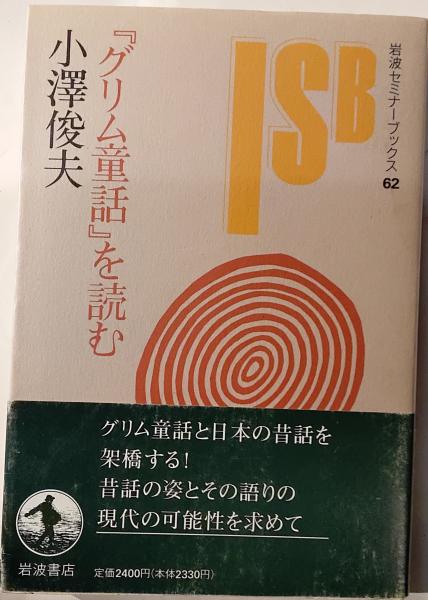 『グリム童話』を読む
小澤俊夫
ISB
岩波セミナーブックス 62
グリム童話と日本の昔話を
架橋する!
昔話の姿とその語りの
現代の可能性を求めて
岩波書店
定価2400円(本体2330円)